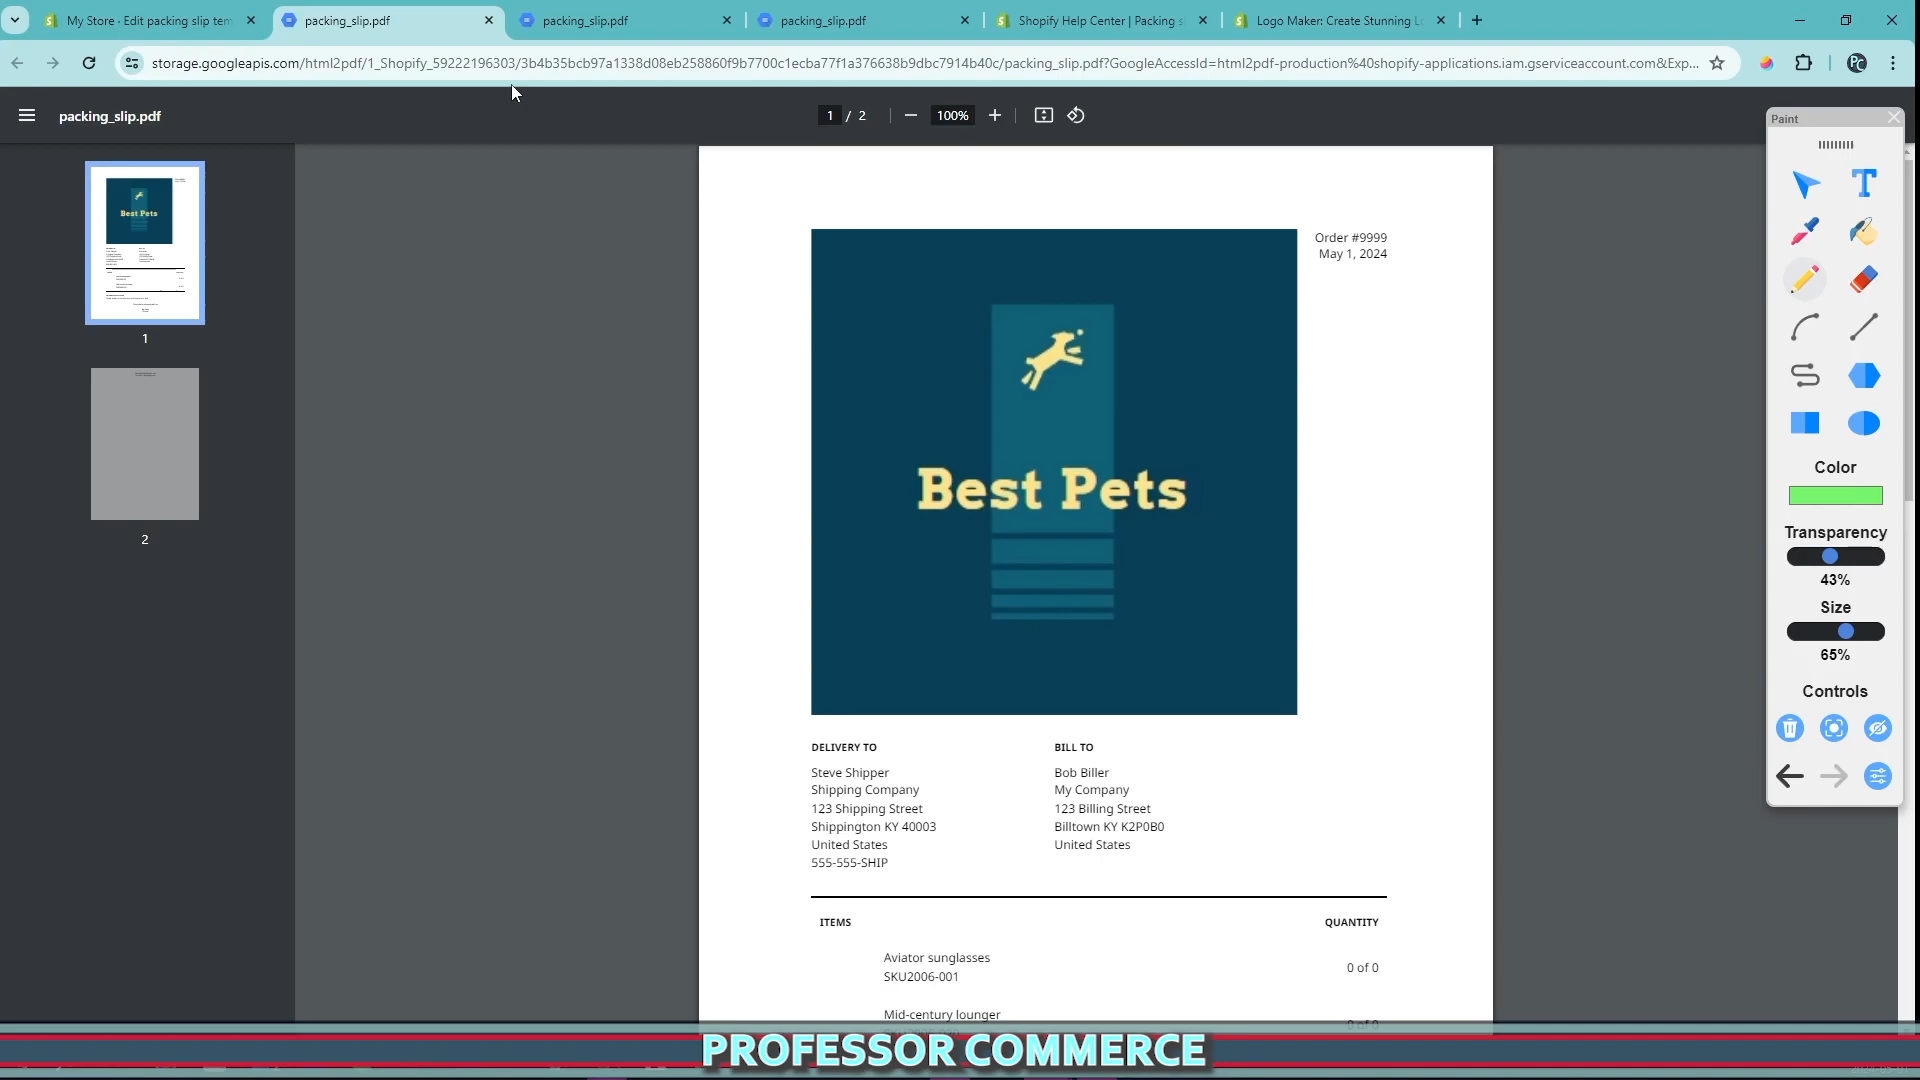 My Store · Edit packing slip tem
packing_slip.pdf
packing_slip.pdf
packing_slip.pdf
Shopify Help Center | Packing s
Logo Maker: Create Stunning L
storage.googleapis.com/html2pdf/1_Shopify_59222196303/3b4b35bcb97a1338d08eb258860f9b7700c1ecba77f1a376638b9dbc7914b40c/packing_slip.pdf?GoogleAccessId=html2pdf-production%40shopify-applications.iam.gserviceaccount.com&Exp...
packing_slip.pdf
1 / 2
100%
Paint
Best Pets
1
2
Order #9999
May 1, 2024
Best Pets
DELIVERY TO
Steve Shipper
Shipping Company
123 Shipping Street
Shippington KY 40003
United States
555-555-SHIP
BILL TO
Bob Biller
My Company
123 Billing Street
Billtown KY K2P0B0
United States
ITEMS
QUANTITY
Aviator sunglasses
SKU2006-001
0 of 0
Mid-century lounger
0 of 0
Color
Transparency
43%
Size
65%
Controls
PROFESSOR COMMERCE